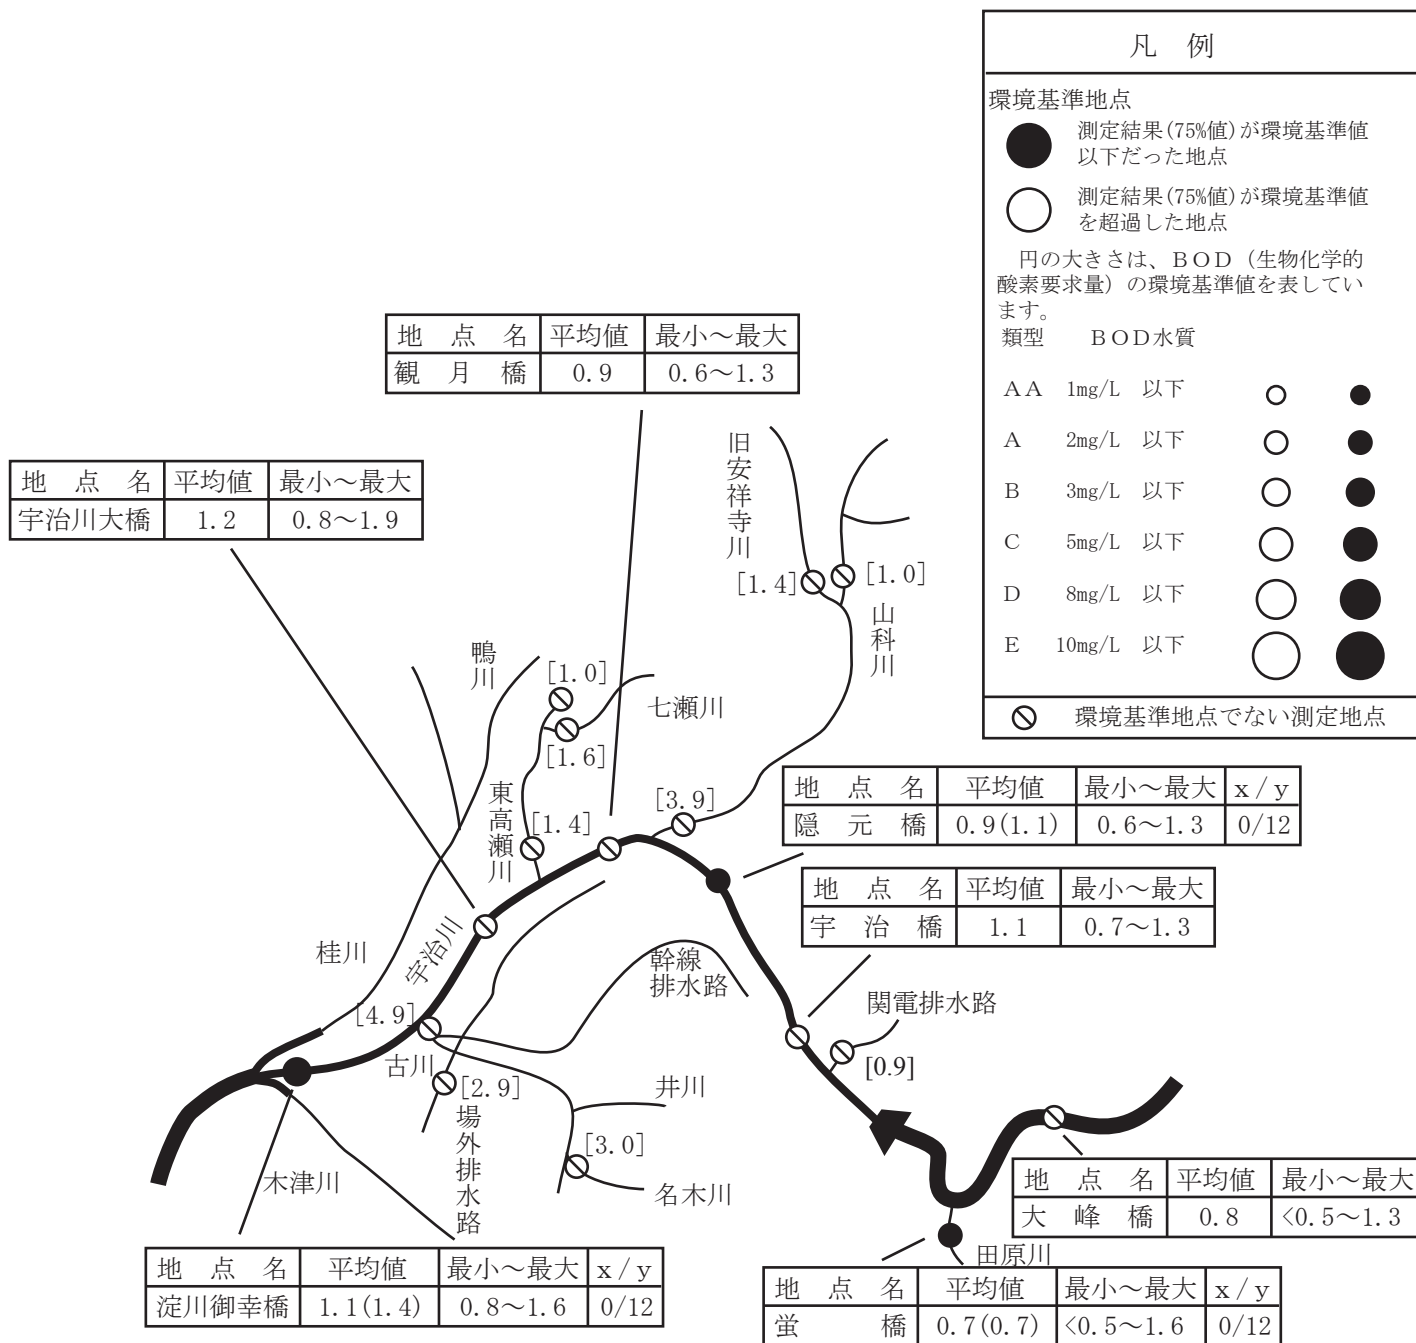 凡 例
環境基準地点
測定結果(75%値)が環境基準値
以下だった地点
測定結果(75%値)が環境基準値
を超過した地点
円の大きさは、BOD(生物化学的
酸素要求量)の環境基準値を表してい
ます。
類型 BOD水質
AA 1mg/L 以下
A 2mg/L 以下
B 3mg/L 以下
C 5mg/L 以下
D 8mg/L 以下
E 10mg/L 以下
環境基準地点でない測定地点
地 点 名 平均値 最小～最大
観 月 橋 0.9 0.6～1.3
地 点 名 平均値 最小～最大
宇治川大橋 1.2 0.8～1.9
旧安祥寺川
[1.4]
[1.0]
山科川
鴨川
[1.0]
七瀬川
[1.6]
東高瀬川
[1.4]
[3.9]
地 点 名 平均値 最小～最大 x/y
隠 元 橋 0.9(1.1) 0.6～1.3 0/12
地 点 名 平均値 最小～最大
宇 治 橋 1.1 0.7～1.3
桂川
宇治川
幹線
排水路
関電排水路
[0.9]
[4.9]
古川
[2.9]
井川
場外排水路
[3.0]
名木川
木津川
地 点 名 平均値 最小～最大
大 峰 橋 0.8 <0.5～1.3
田原川
地 点 名 平均値 最小～最大 x/y
淀川御幸橋 1.1(1.4) 0.8～1.6 0/12
地 点 名 平均値 最小～最大 x/y
蛍 橋 0.7(0.7) <0.5～1.6 0/12